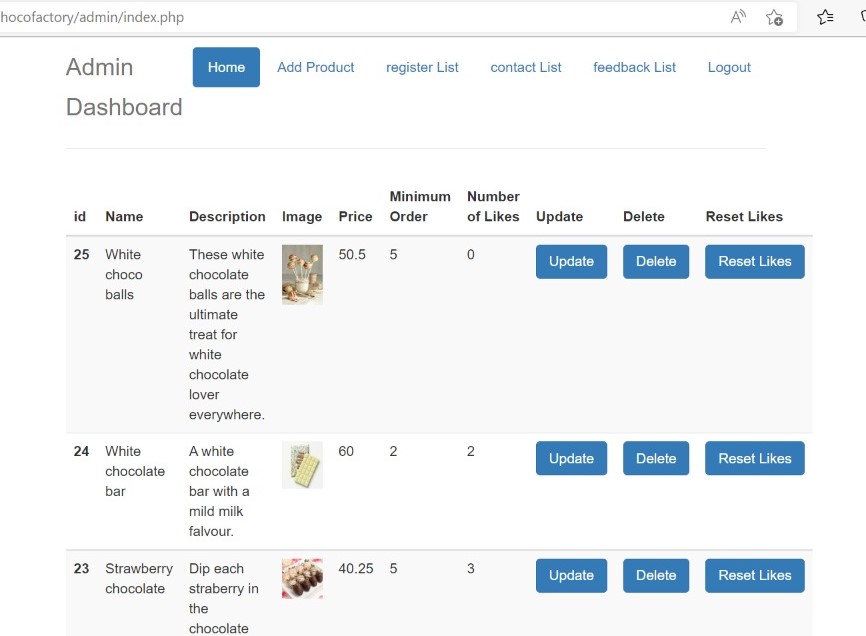 hocofactory/admin/index.php
Admin
Dashboard
Home
Add Product
register List
contact List
feedback List
Logout
id
Name
Description
Image
Price
Minimum
Order
Number
of Likes
Update
Delete
Reset Likes
25
White
choco
balls
These white
chocolate
balls are the
ultimate
treat for
white
chocolate
lover
everywhere.
50.5
5
0
Update
Delete
Reset Likes
24
White
chocolate
bar
A white
chocolate
bar with a
mild milk
falvour.
60
2
2
Update
Delete
Reset Likes
23
Strawberry
chocolate
Dip each
straberry in
the
chocolate
40.25
5
3
Update
Delete
Reset Likes